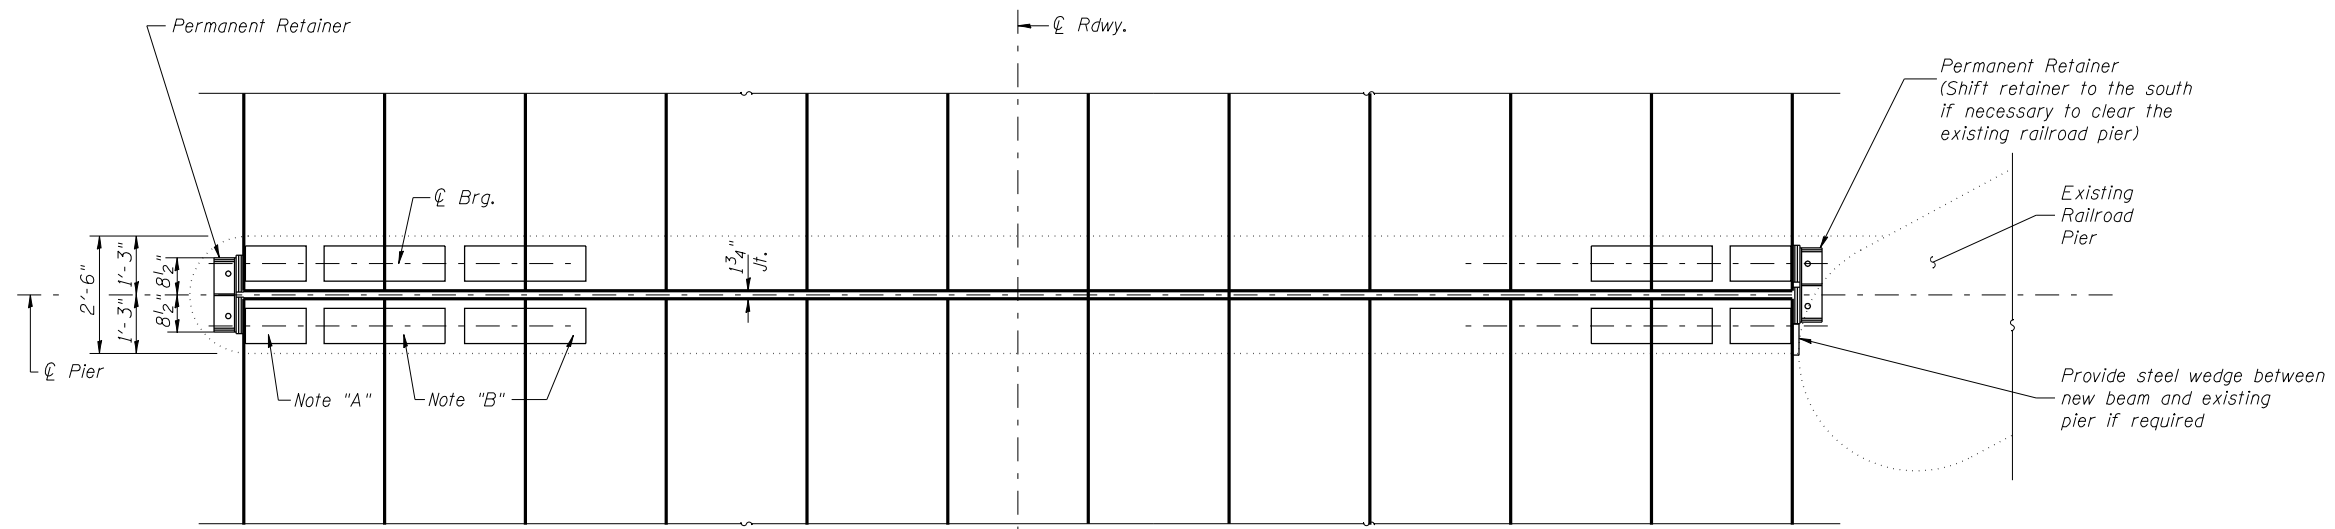 Permanent Retainer
℄ Rdwy.
Permanent Retainer
(Shift retainer to the south
if necessary to clear the
existing railroad pier)
℄ Brg.
Existing
Railroad
Pier
2'-6"
1'-3"
1'-3"
8½"
8½"
1¾"
Jt.
℄ Pier
Note "A"
Note "B"
Provide steel wedge between
new beam and existing
pier if required